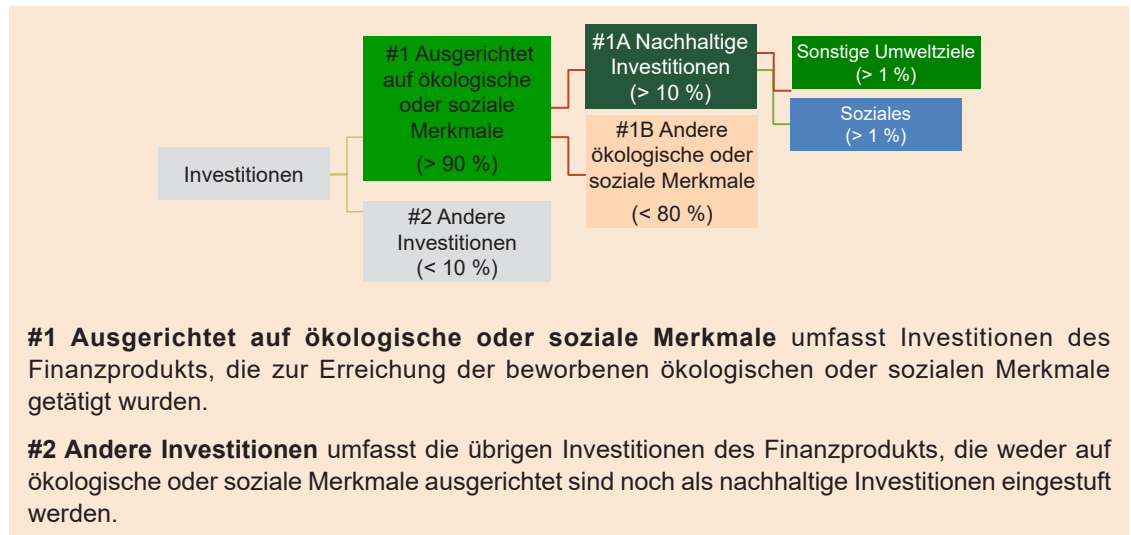 #1 Ausgerichtet
auf ökologische
oder soziale
Merkmale
(> 90 %)
#1A Nachhaltige
Investitionen
(> 10 %)
Sonstige Umweltziele
(> 1 %)
Soziales
(> 1 %)
#1B Andere
ökologische oder
soziale Merkmale
(< 80 %)
Investitionen
#2 Andere
Investitionen
(< 10 %)
#1 Ausgerichtet auf ökologische oder soziale Merkmale umfasst Investitionen des
Finanzprodukts, die zur Erreichung der beworbenen ökologischen oder sozialen Merkmale
getätigt wurden.
#2 Andere Investitionen umfasst die übrigen Investitionen des Finanzprodukts, die weder auf
ökologische oder soziale Merkmale ausgerichtet sind noch als nachhaltige Investitionen eingestuft
werden.